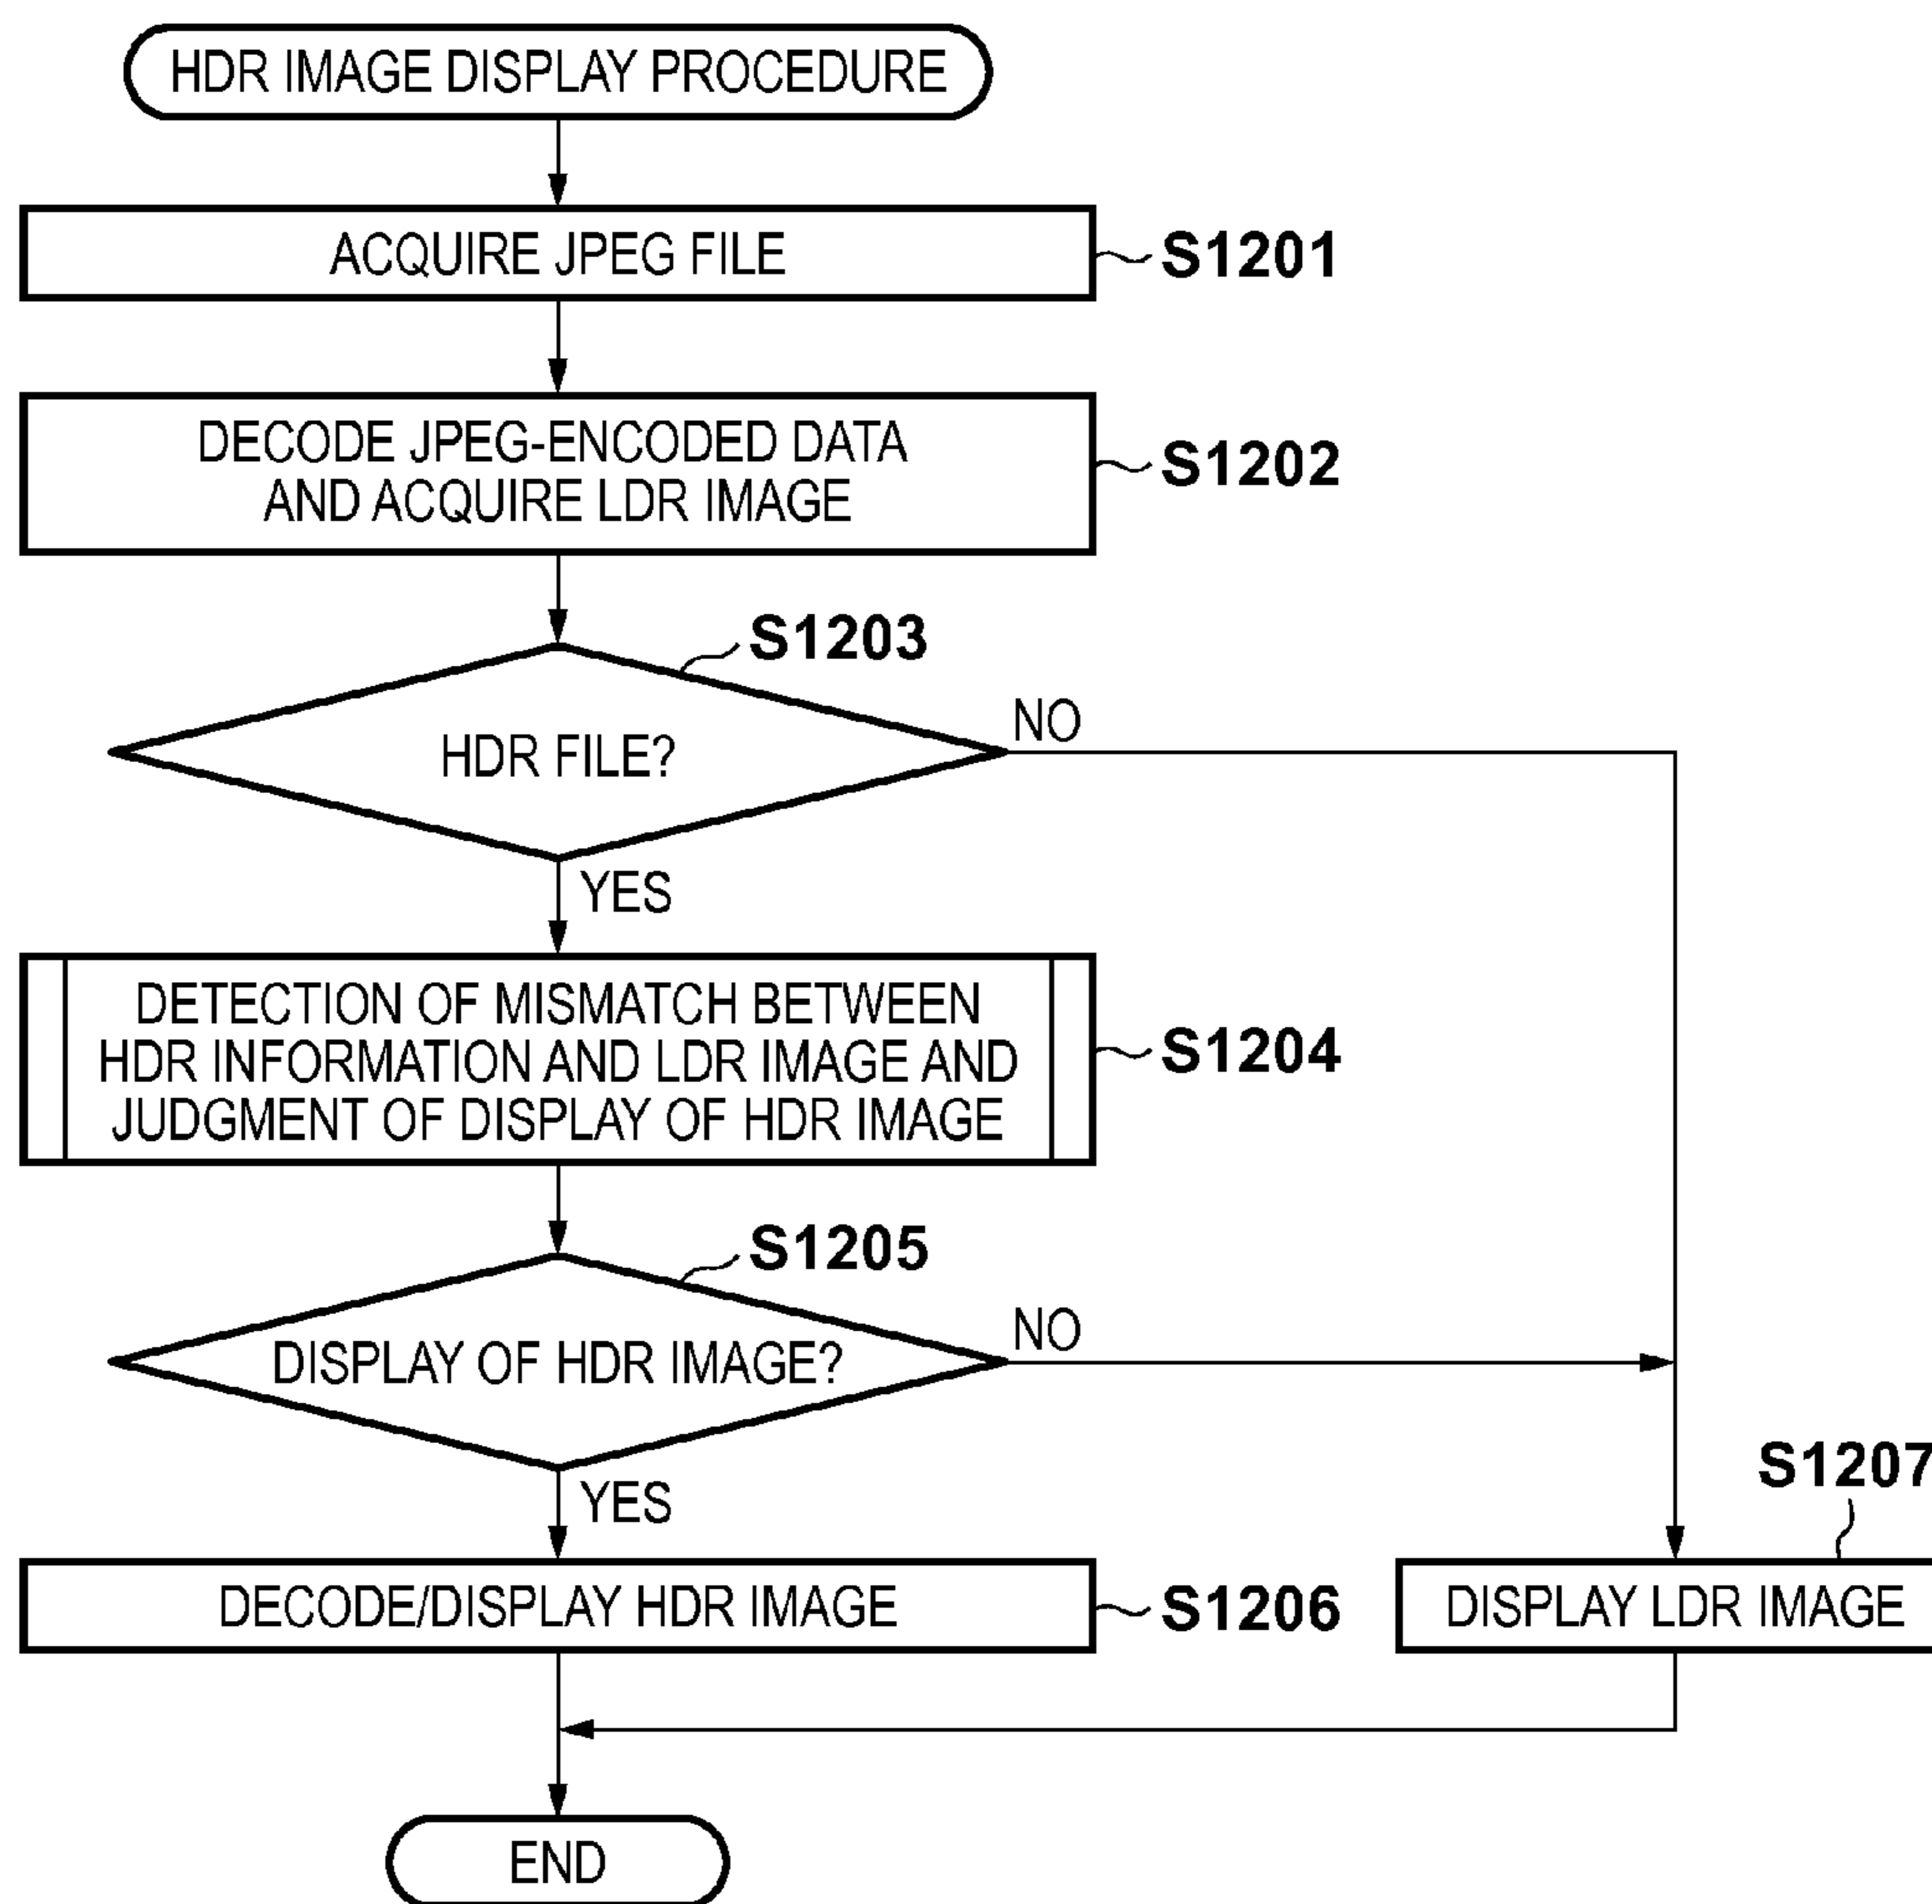 HDR IMAGE DISPLAY PROCEDURE
ACQUIRE JPEG FILE
S1201
DECODE JPEG-ENCODED DATA
AND ACQUIRE LDR IMAGE
S1202
S1203
HDR FILE?
NO
YES
DETECTION OF MISMATCH BETWEEN
HDR INFORMATION AND LDR IMAGE AND
JUDGMENT OF DISPLAY OF HDR IMAGE
S1204
S1205
DISPLAY OF HDR IMAGE?
NO
YES
S1207
DECODE/DISPLAY HDR IMAGE
S1206
DISPLAY LDR IMAGE
END